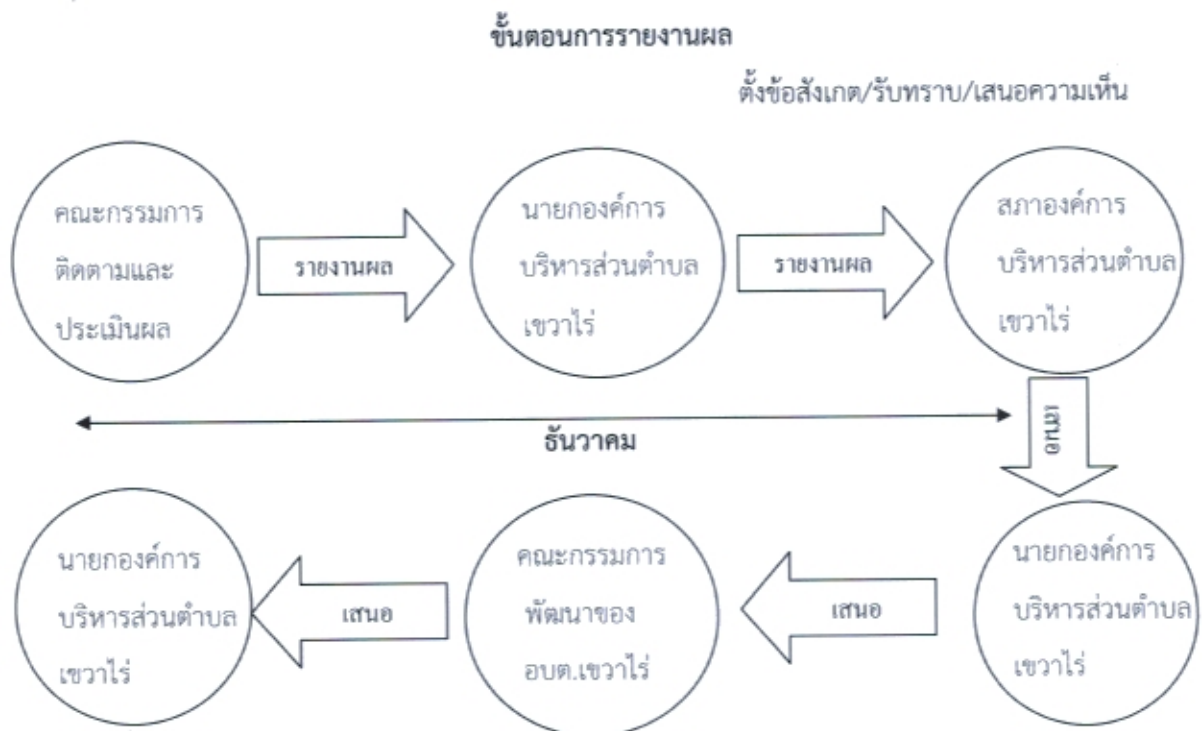 ขั้นตอนการรายงานผล
ตั้งข้อสังเกต/รับทราบ/เสนอความเห็น
คณะกรรมการ
ติดตามและ
ประเมินผล
รายงานผล
นายกองค์การ
บริหารส่วนตำบล
เขวาไร่
รายงานผล
สภาองค์การ
บริหารส่วนตำบล
เขวาไร่
เสนอ
ธันวาคม
นายกองค์การ
บริหารส่วนตำบล
เขวาไร่
เสนอ
คณะกรรมการ
พัฒนาของ
อบต.เขวาไร่
เสนอ
นายกองค์การ
บริหารส่วนตำบล
เขวาไร่